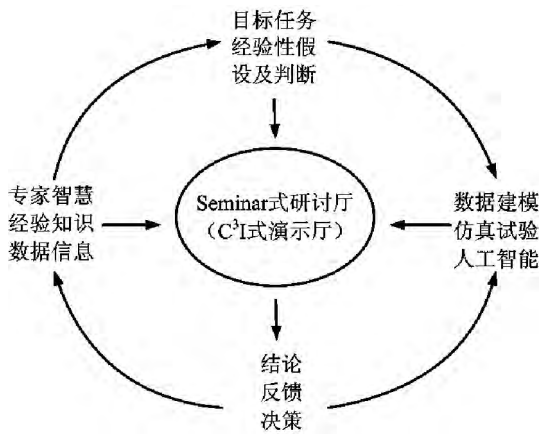 目标任务
经验性假
设及判断
专家智慧
经验知识
数据信息
Seminar式研讨厅
（C³I式演示厅）
数据建模
仿真试验
人工智能
结论
反馈
决策